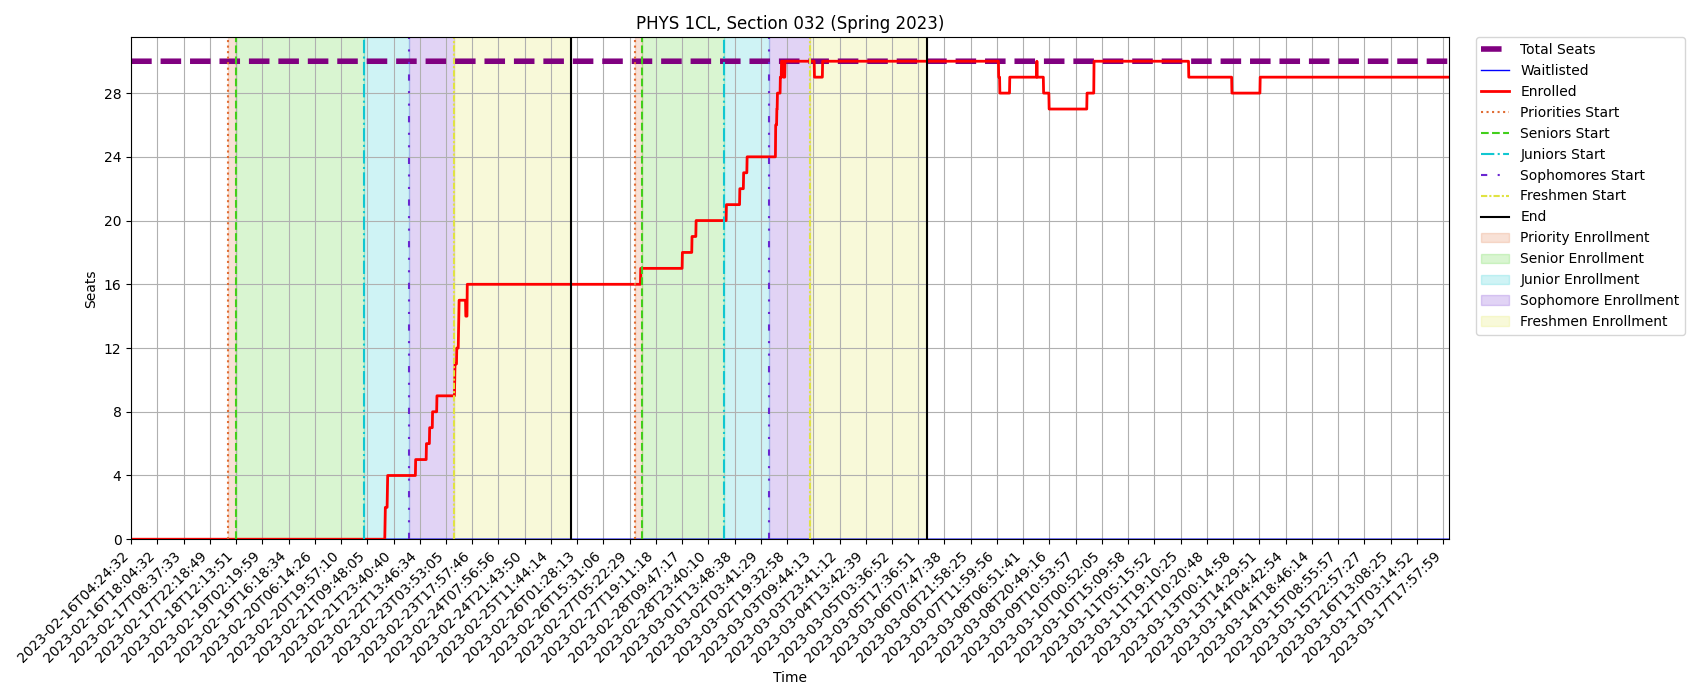 PHYS 1CL, Section 032 (Spring 2023)
Total Seats
Waitlisted
Enrolled
Priorities Start
Seniors Start
Juniors Start
Sophomores Start
Freshmen Start
End
Priority Enrollment
Senior Enrollment
Junior Enrollment
Sophomore Enrollment
Freshmen Enrollment
Seats
28
24
20
16
12
8
4
0
2023-02-16T04:24:32
2023-02-16T18:04:32
2023-02-17T08:37:33
2023-02-17T22:18:49
2023-02-18T12:13:51
2023-02-19T02:19:59
2023-02-19T16:18:34
2023-02-20T06:14:26
2023-02-20T19:57:10
2023-02-21T09:48:05
2023-02-21T23:40:40
2023-02-22T13:46:34
2023-02-23T03:53:05
2023-02-23T17:57:46
2023-02-24T07:56:56
2023-02-24T21:43:50
2023-02-25T11:44:14
2023-02-26T01:28:13
2023-02-26T15:31:06
2023-02-27T05:22:29
2023-02-27T19:11:18
2023-02-28T09:47:17
2023-02-28T23:40:10
2023-03-01T13:48:38
2023-03-02T03:41:29
2023-03-02T19:32:58
2023-03-03T09:44:13
2023-03-03T23:41:12
2023-03-04T13:42:39
2023-03-05T03:36:52
2023-03-05T17:36:51
2023-03-06T07:47:38
2023-03-06T21:58:25
2023-03-07T11:59:56
2023-03-08T06:51:41
2023-03-08T20:49:16
2023-03-09T10:53:57
2023-03-10T00:52:05
2023-03-10T15:09:58
2023-03-11T05:15:52
2023-03-11T19:10:25
2023-03-12T10:20:48
2023-03-13T00:14:58
2023-03-13T14:29:51
2023-03-14T04:42:54
2023-03-14T18:46:14
2023-03-15T08:55:57
2023-03-15T22:57:27
2023-03-16T13:08:25
2023-03-17T03:14:52
2023-03-17T17:57:59
Time